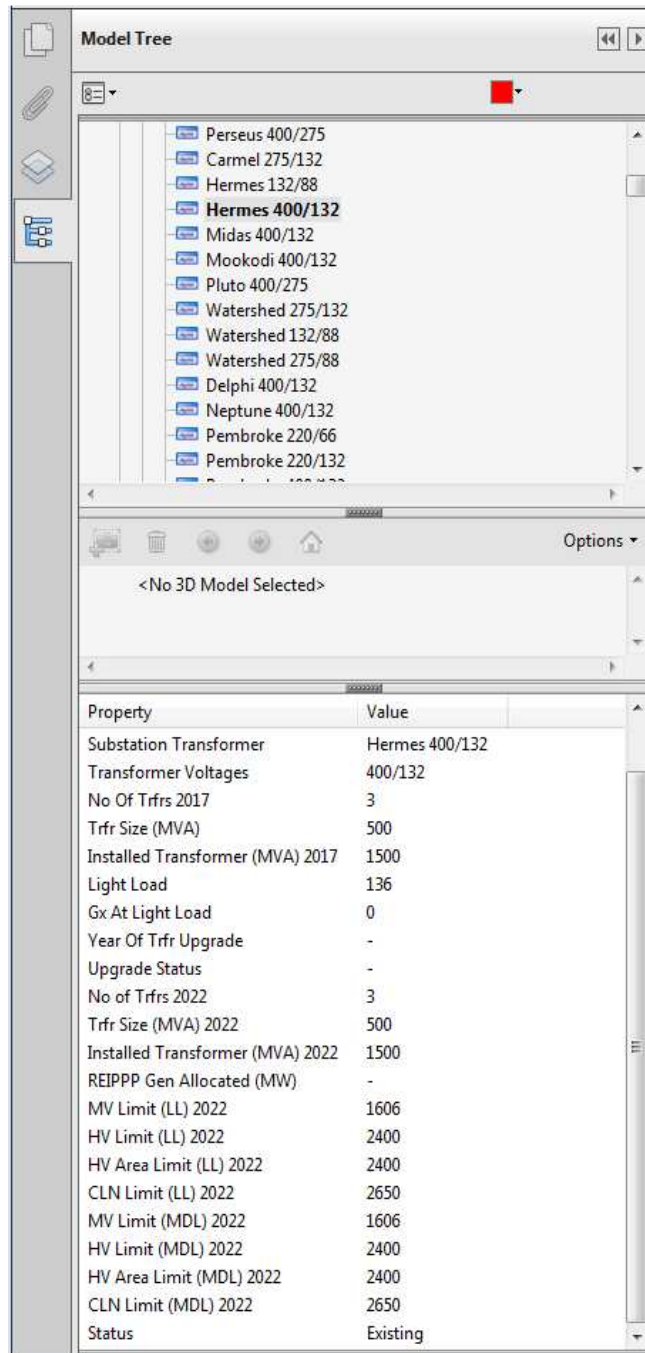 Model Tree
Perseus 400/275
Carmel 275/132
Hermes 132/88
Hermes 400/132
Midas 400/132
Mookodi 400/132
Pluto 400/275
Watershed 275/132
Watershed 132/88
Watershed 275/88
Delphi 400/132
Neptune 400/132
Pembroke 220/66
Pembroke 220/132
Options
<No 3D Model Selected>
Property Value
Substation Transformer Hermes 400/132
Transformer Voltages 400/132
No Of Trfrs 2017 3
Trfr Size (MVA) 500
Installed Transformer (MVA) 2017 1500
Light Load 136
Gx At Light Load 0
Year Of Trfr Upgrade -
Upgrade Status -
No of Trfrs 2022 3
Trfr Size (MVA) 2022 500
Installed Transformer (MVA) 2022 1500
REIPPP Gen Allocated (MW) -
MV Limit (LL) 2022 1606
HV Limit (LL) 2022 2400
HV Area Limit (LL) 2022 2400
CLN Limit (LL) 2022 2650
MV Limit (MDL) 2022 1606
HV Limit (MDL) 2022 2400
HV Area Limit (MDL) 2022 2400
CLN Limit (MDL) 2022 2650
Status Existing